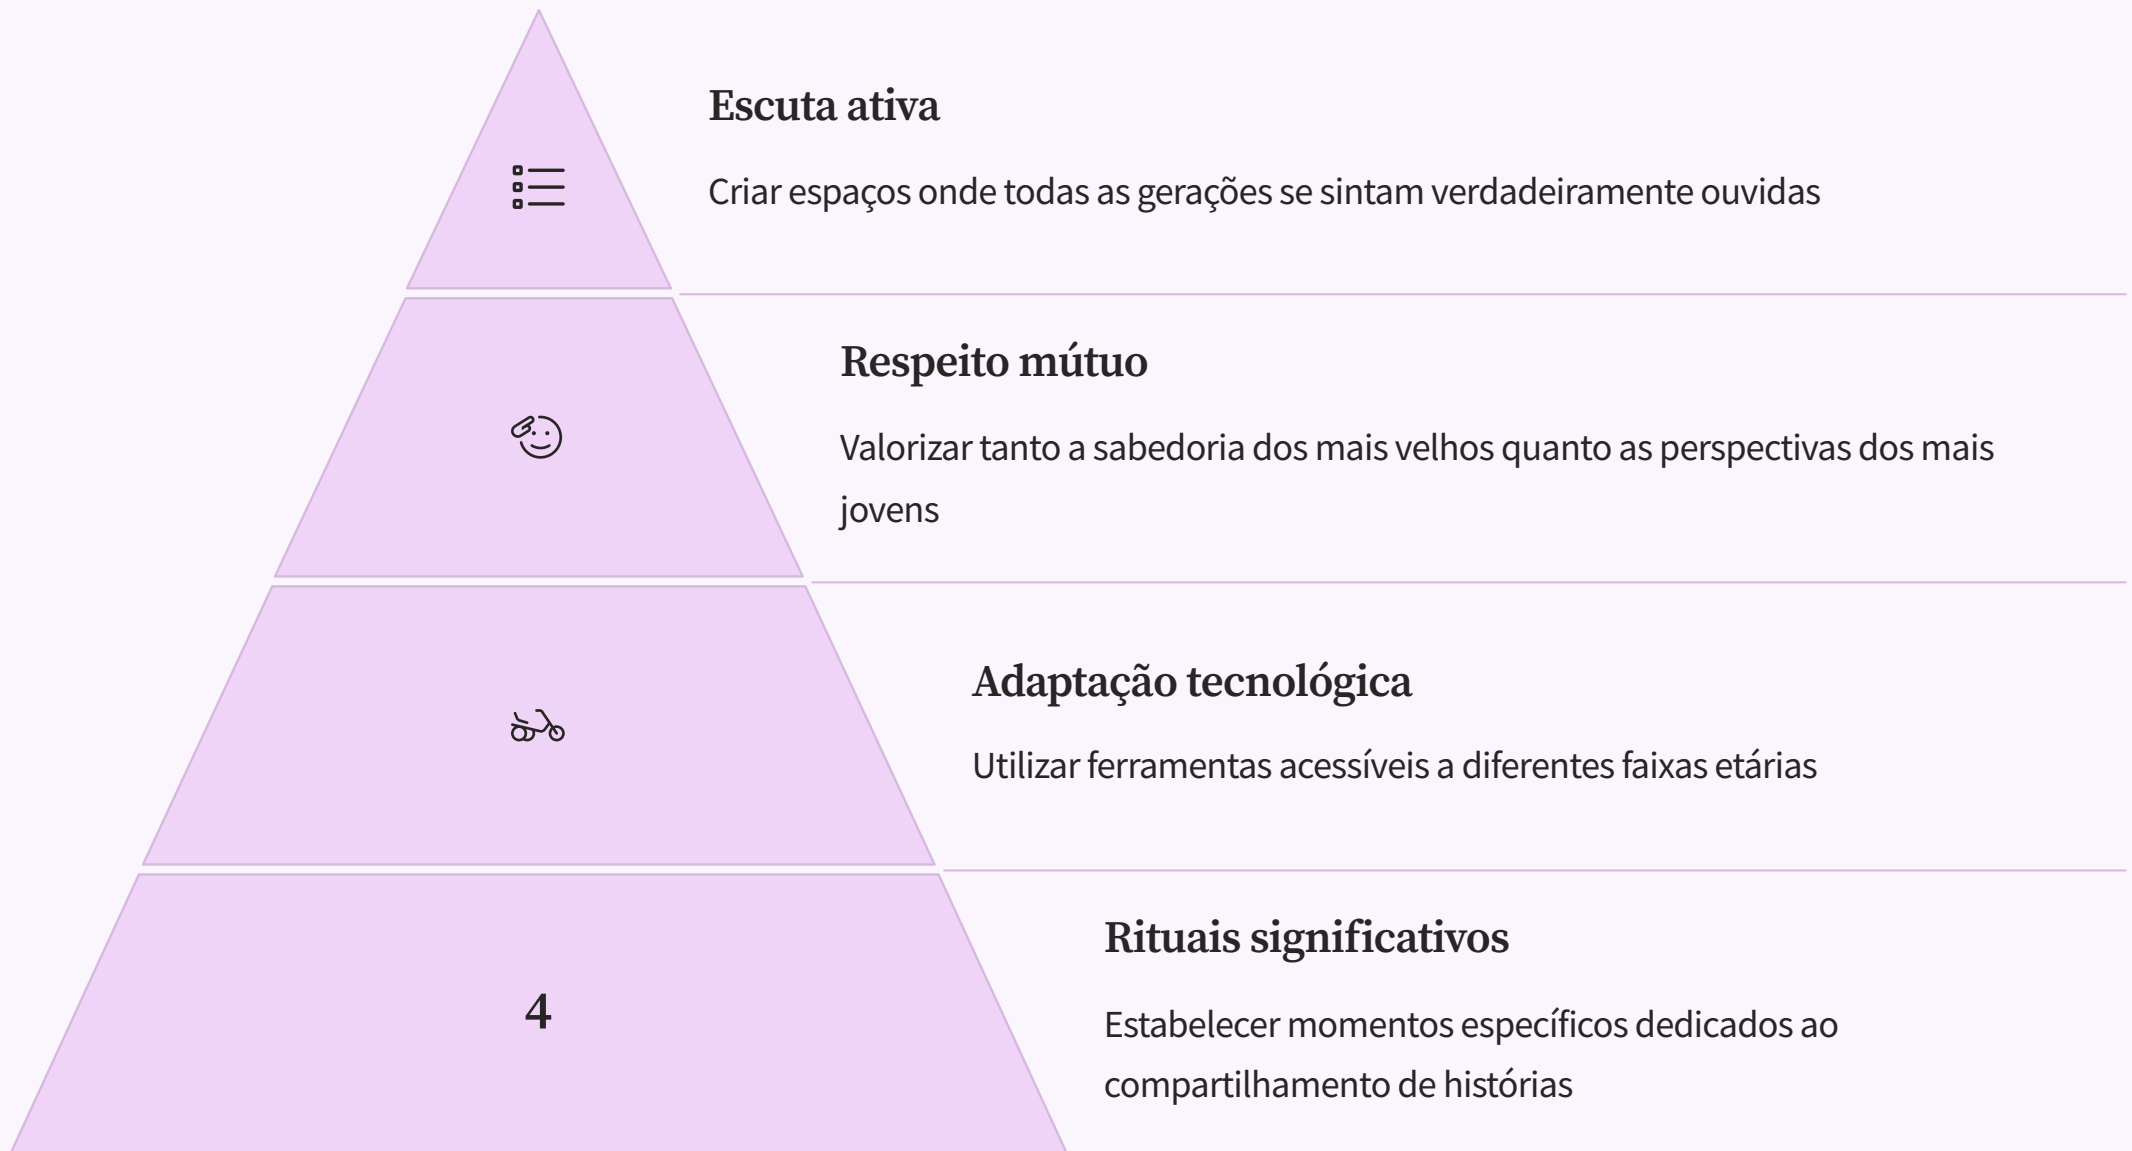 Escuta ativa
Criar espaços onde todas as gerações se sintam verdadeiramente ouvidas
Respeito mútuo
Valorizar tanto a sabedoria dos mais velhos quanto as perspectivas dos mais
jovens
Adaptação tecnológica
Utilizar ferramentas acessíveis a diferentes faixas etárias
4
Rituais significativos
Estabelecer momentos específicos dedicados ao
compartilhamento de histórias